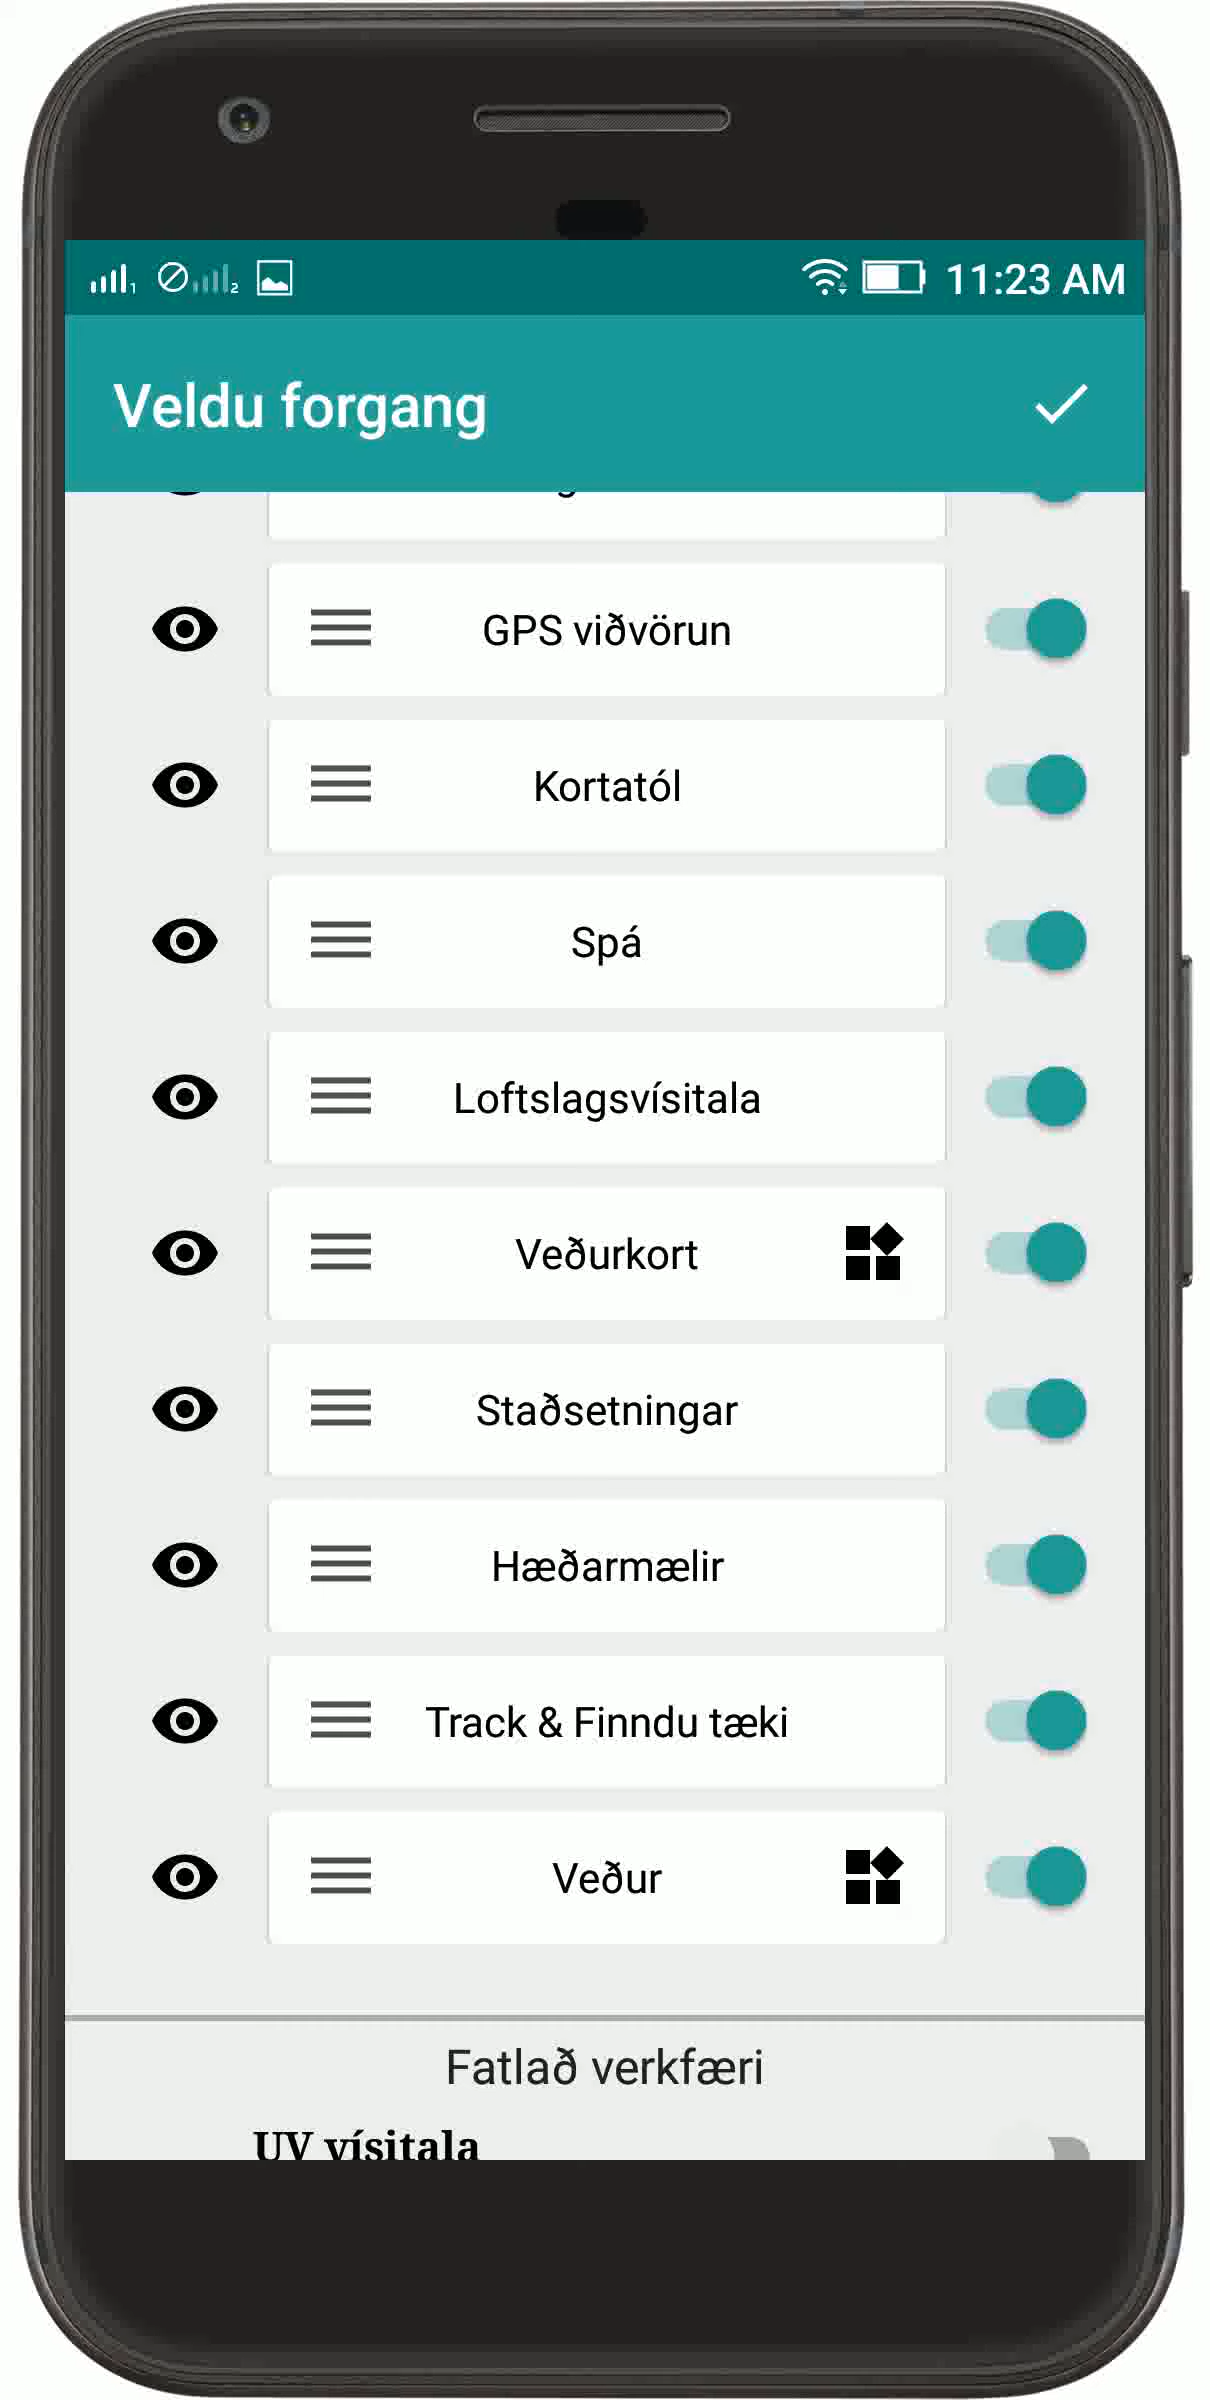 11:23 AM
Veldu forgang
GPS viðvörun
Kortatól
Spá
Loftslagsvísitala
Veðurkort
Staðsetningar
Hæðarmælir
Track & Finndu tæki
Veður
Fatlað verkfæri
UV vísitala